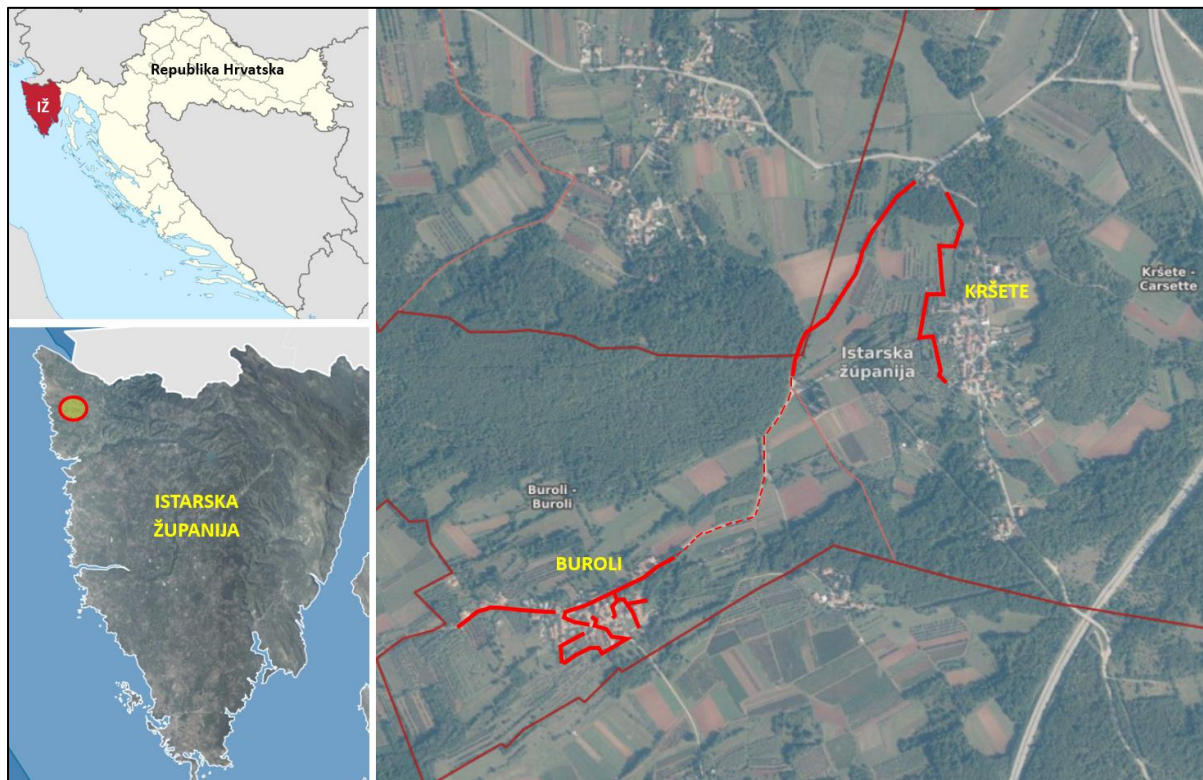 Republika Hrvatska
IŽ
ISTARSKA
ŽUPANIJA
KRŠETE
Kršete -
Carsette
Istarska
županija
Buroli -
Buroli
BUROLI